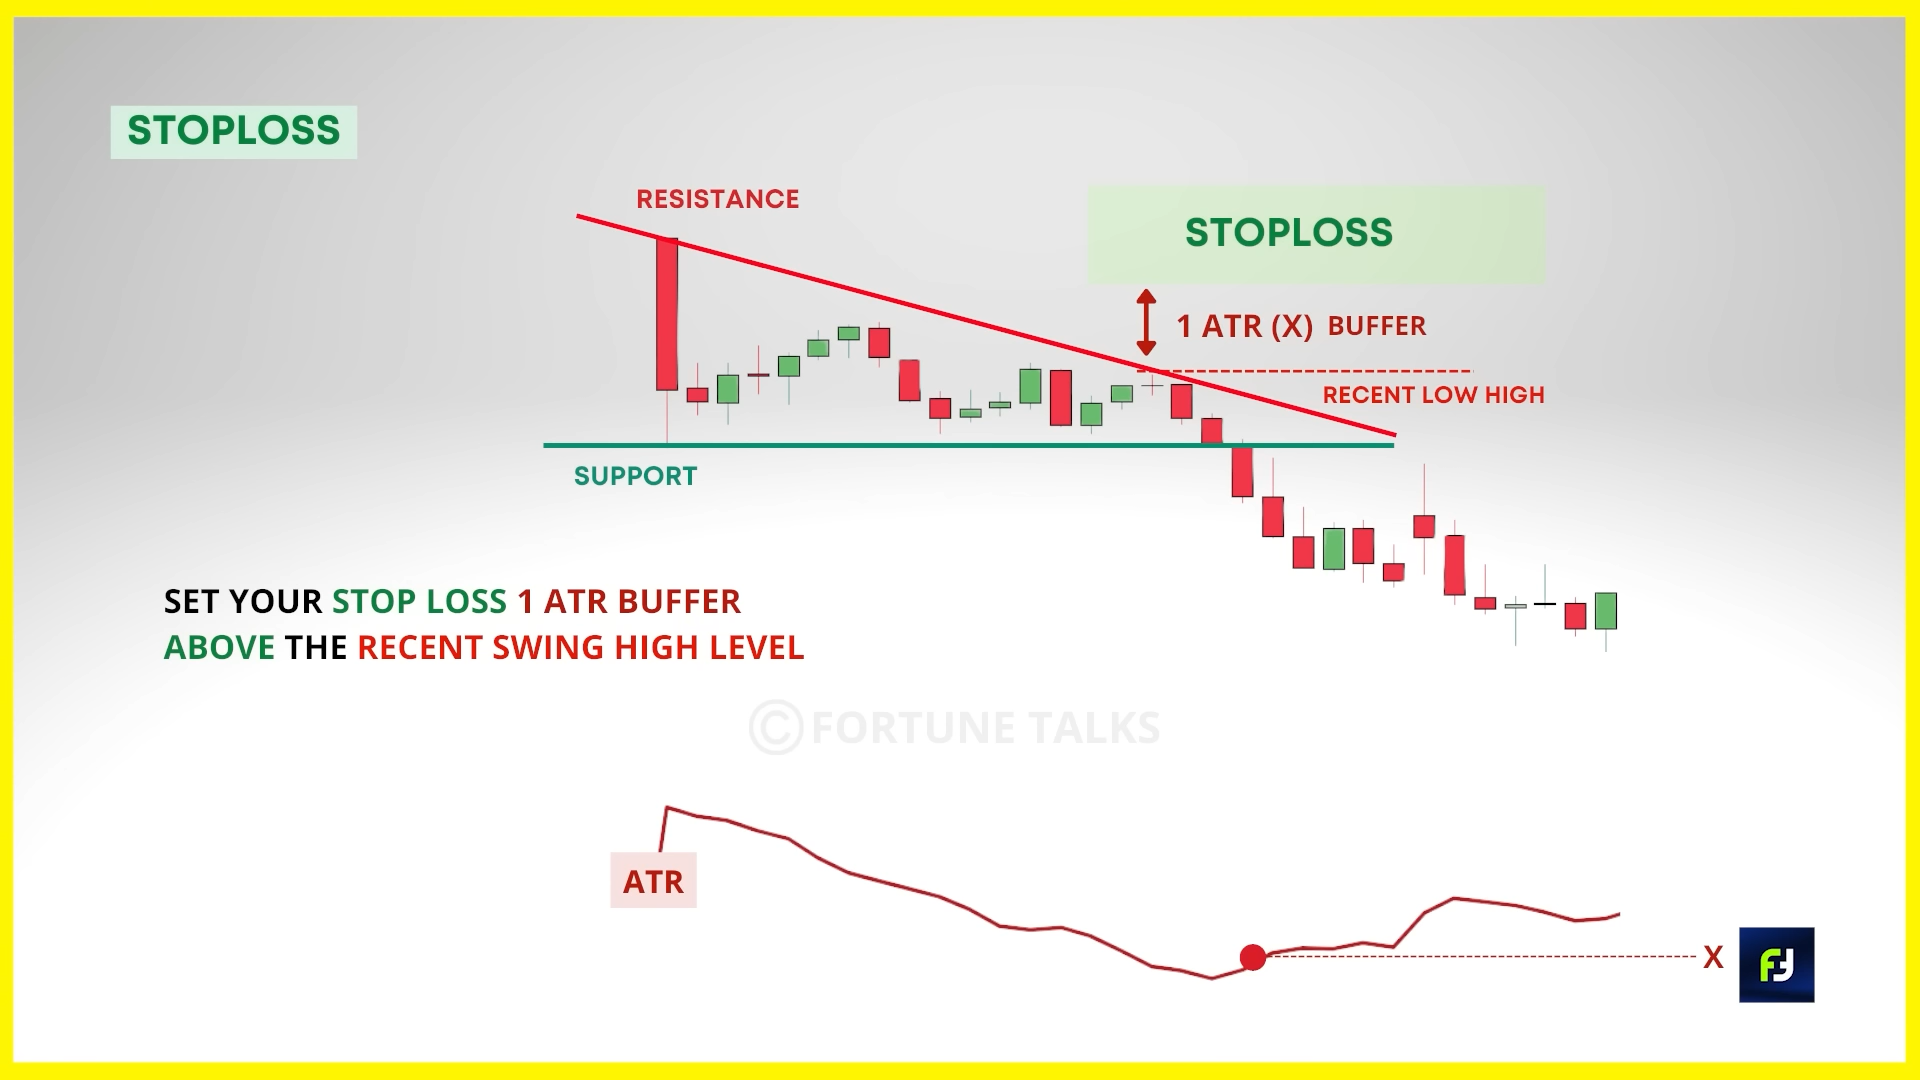 STOPLOSS
RESISTANCE
STOPLOSS
1 ATR (X) BUFFER
RECENT LOW HIGH
SUPPORT
SET YOUR STOP LOSS 1 ATR BUFFER
ABOVE THE RECENT SWING HIGH LEVEL
© FORTUNE TALKS
ATR
X